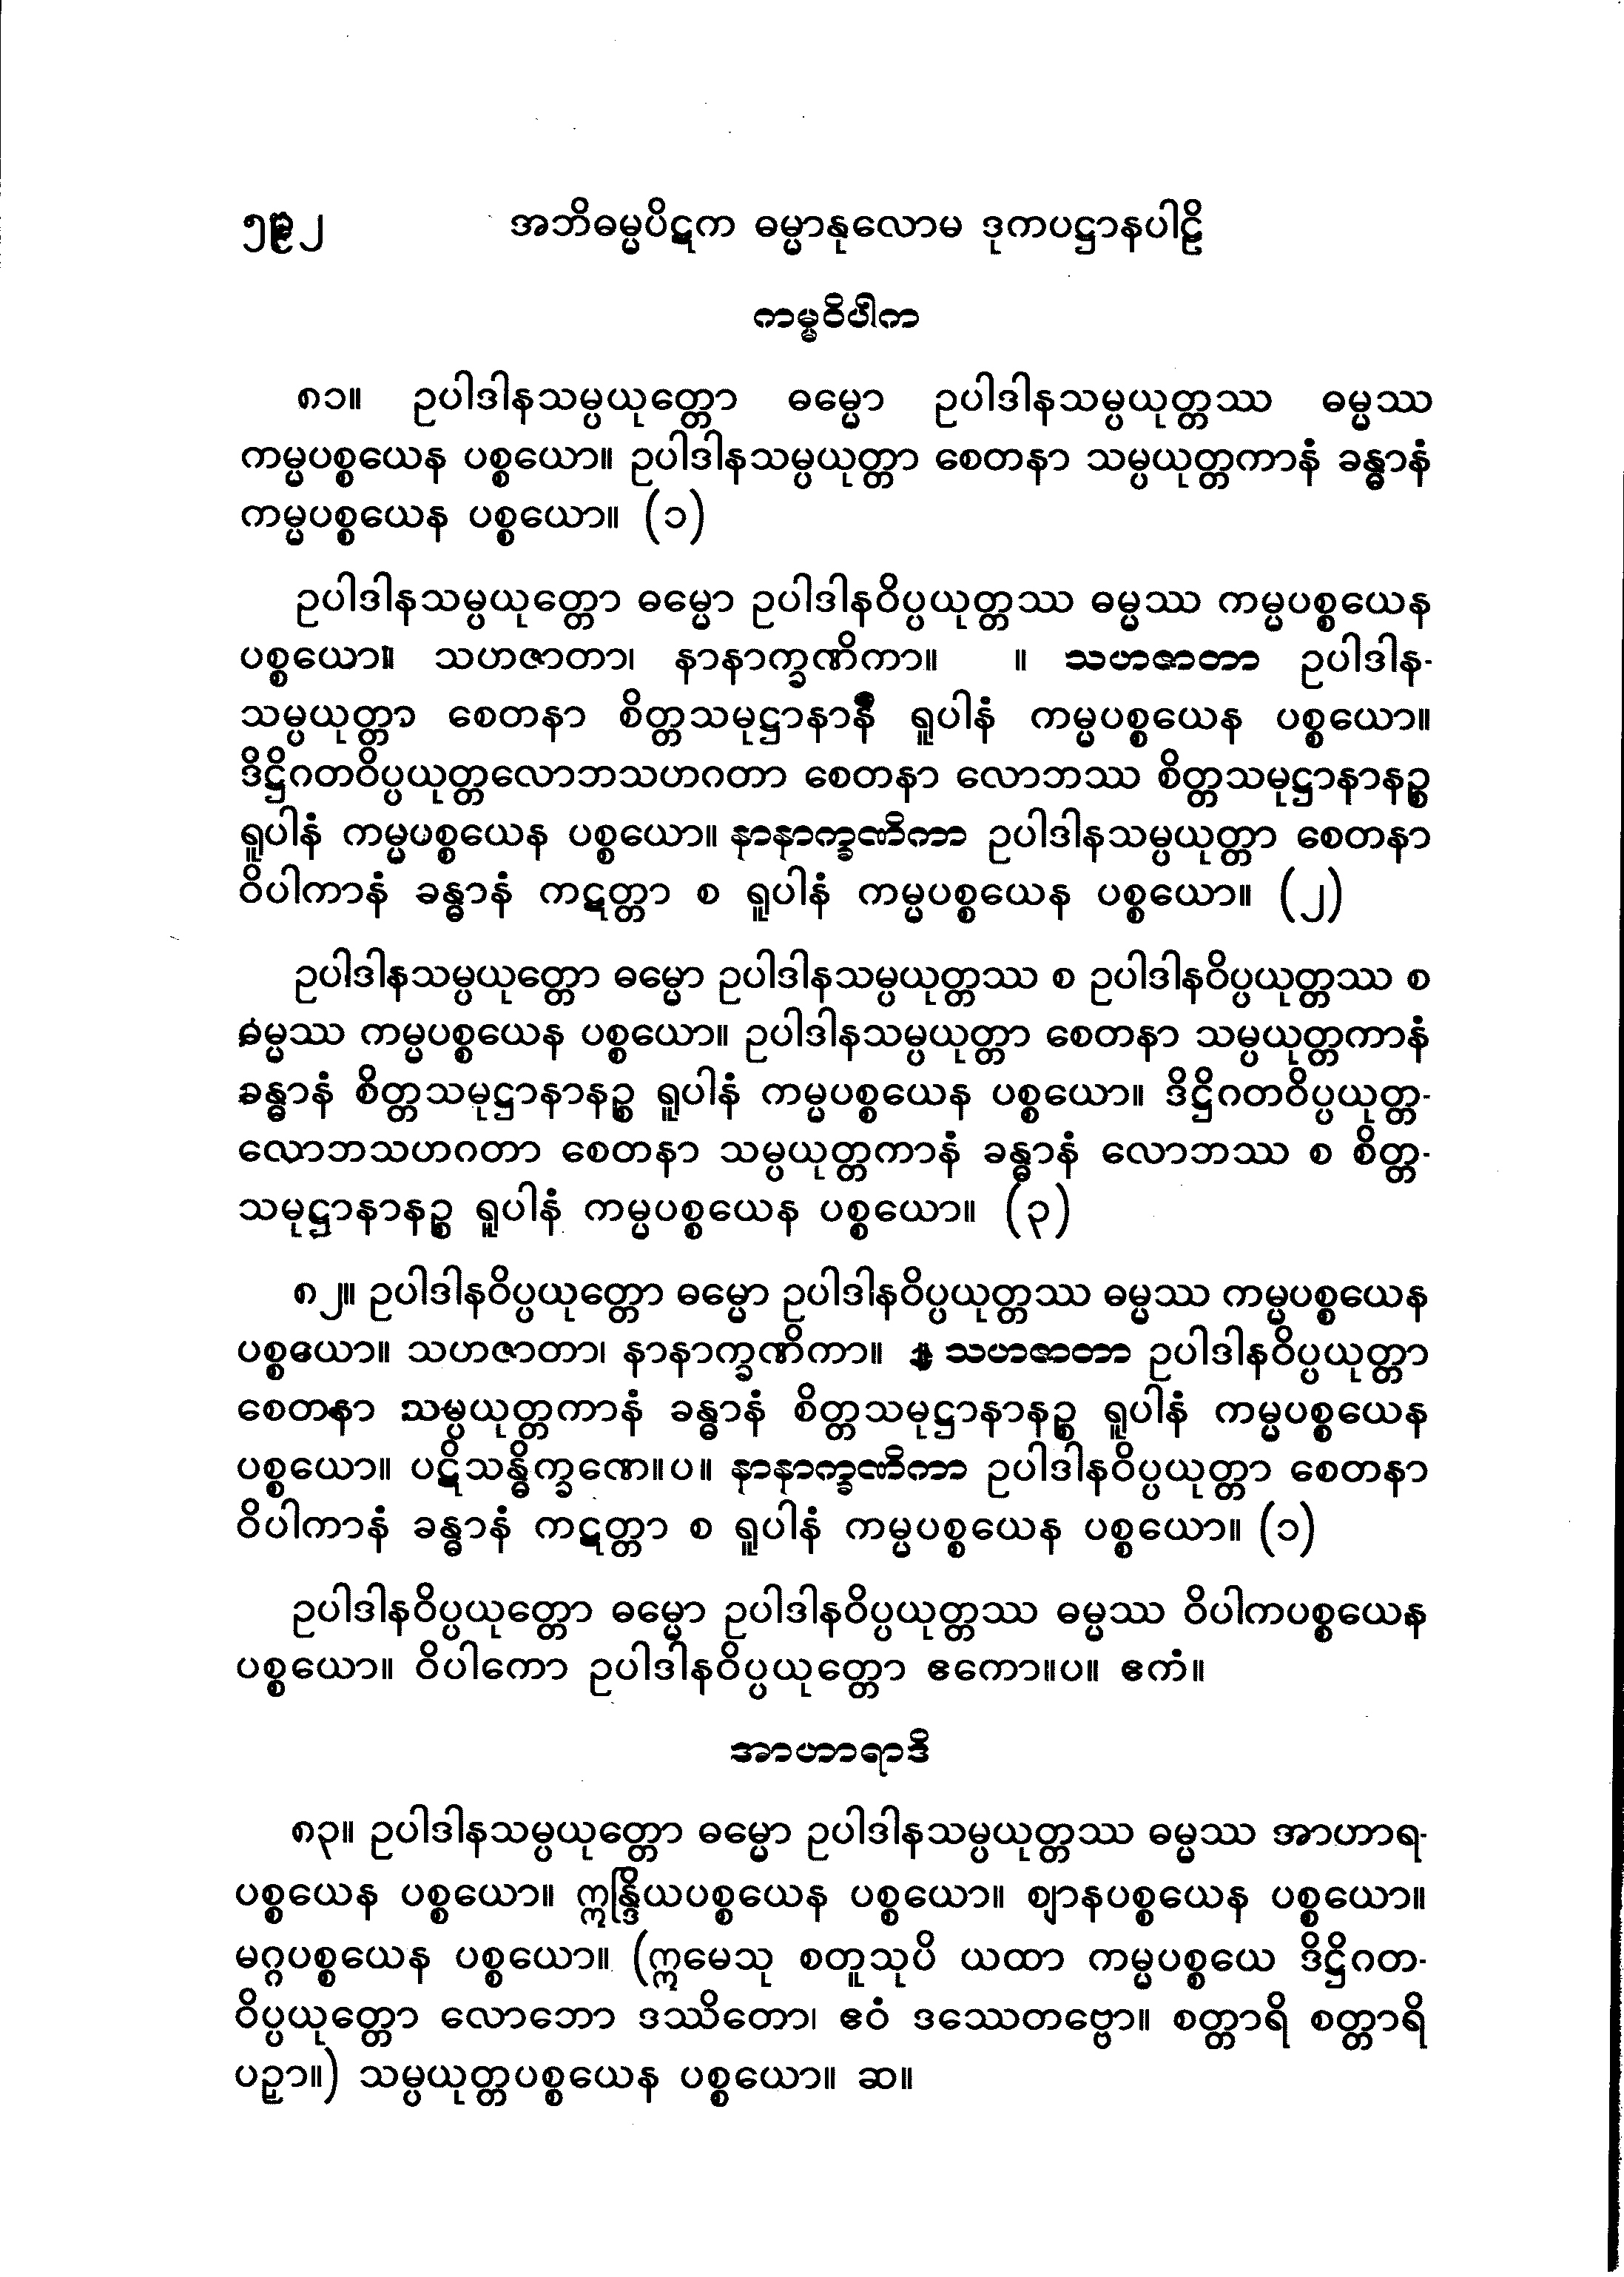 အဘိဓမ္မပိဋက ဓမ္မာနုလောမ ဒုကပဋ္ဌာနပါဠိ
ကမ္မဝိပါက
၈၁။ ဥပါဒါနသမ္ပယုတ္တော ဓမ္မော ဥပါဒါနသမ္ပယုတ္တဿ ဓမ္မဿ
ကမ္မပစ္စယေန ပစ္စယော။ ဥပါဒါနသမ္ပယုတ္တာ စေတနာ သမ္ပယုတ္တကာနံ ခန္ဓာနံ
ကမ္မပစ္စယေန ပစ္စယော။ (၁)
ဥပါဒါနသမ္ပယုတ္တော ဓမ္မော ဥပါဒါနဝိပ္ပယုတ္တဿ ဓမ္မဿ ကမ္မပစ္စယေန
ပစ္စယော။ သဟဇာတာ၊ နာနာက္ခဏိကာ။ ။ သဟဇာတာ ဥပါဒါန-
သမ္ပယုတ္တာ စေတနာ စိတ္တသမုဋ္ဌာနာနံ ရူပါနံ ကမ္မပစ္စယေန ပစ္စယော။
ဒိဋ္ဌိဂတဝိပ္ပယုတ္တလောဘသဟဂတာ စေတနာ လောဘဿ စိတ္တသမုဋ္ဌာနာနဉ္စ
ရူပါနံ ကမ္မပစ္စယေန ပစ္စယော။ နာနာက္ခဏိကာ ဥပါဒါနသမ္ပယုတ္တာ စေတနာ
ဝိပါကာနံ ခန္ဓာနံ ကဋတ္တာ စ ရူပါနံ ကမ္မပစ္စယေန ပစ္စယော။ (၂)
ဥပါဒါနသမ္ပယုတ္တော ဓမ္မော ဥပါဒါနသမ္ပယုတ္တဿ စ ဥပါဒါနဝိပ္ပယုတ္တဿ စ
ဓမ္မဿ ကမ္မပစ္စယေန ပစ္စယော။ ဥပါဒါနသမ္ပယုတ္တာ စေတနာ သမ္ပယုတ္တကာနံ
ခန္ဓာနံ စိတ္တသမုဋ္ဌာနာနဉ္စ ရူပါနံ ကမ္မပစ္စယေန ပစ္စယော။ ဒိဋ္ဌိဂတဝိပ္ပယုတ္တ-
လောဘသဟဂတာ စေတနာ သမ္ပယုတ္တကာနံ ခန္ဓာနံ လောဘဿ စ စိတ္တ-
သမုဋ္ဌာနာနဉ္စ ရူပါနံ ကမ္မပစ္စယေန ပစ္စယော။ (၃)
၈၂။ ဥပါဒါနဝိပ္ပယုတ္တော ဓမ္မော ဥပါဒါနဝိပ္ပယုတ္တဿ ဓမ္မဿ ကမ္မပစ္စယေန
ပစ္စယော။ သဟဇာတာ၊ နာနာက္ခဏိကာ။ သဟဇာတာ ဥပါဒါနဝိပ္ပယုတ္တာ
စေတနာ သမ္ပယုတ္တကာနံ ခန္ဓာနံ စိတ္တသမုဋ္ဌာနာနဉ္စ ရူပါနံ ကမ္မပစ္စယေန
ပစ္စယော။ ပဋိသန္ဓိက္ခဏေ။ပ။ နာနာက္ခဏိကာ ဥပါဒါနဝိပ္ပယုတ္တာ စေတနာ
ဝိပါကာနံ ခန္ဓာနံ ကဋတ္တာ စ ရူပါနံ ကမ္မပစ္စယေန ပစ္စယော။ (၁)
ဥပါဒါနဝိပ္ပယုတ္တော ဓမ္မော ဥပါဒါနဝိပ္ပယုတ္တဿ ဓမ္မဿ ဝိပါကပစ္စယေန
ပစ္စယော။ ဝိပါကော ဥပါဒါနဝိပ္ပယုတ္တော ဧကော။ပ။ ဧကံ။
အာဟာရာဒိ
၈၃။ ဥပါဒါနသမ္ပယုတ္တော ဓမ္မော ဥပါဒါနသမ္ပယုတ္တဿ ဓမ္မဿ အာဟာရ-
ပစ္စယေန ပစ္စယော။ ဣန္ဒြိယပစ္စယေန ပစ္စယော။ ဈာနပစ္စယေန ပစ္စယော။
မဂ္ဂပစ္စယေန ပစ္စယော။ (ဣမေသု စတူသုပိ ယထာ ကမ္မပစ္စယေ ဒိဋ္ဌိဂတ-
ဝိပ္ပယုတ္တော လောဘော ဒဿိတော၊ ဧဝံ ဒဿေတဗ္ဗော။ စတ္တာရိ စတ္တာရိ
ပဉှာ။) သမ္ပယုတ္တပစ္စယေန ပစ္စယော။ ဆ။